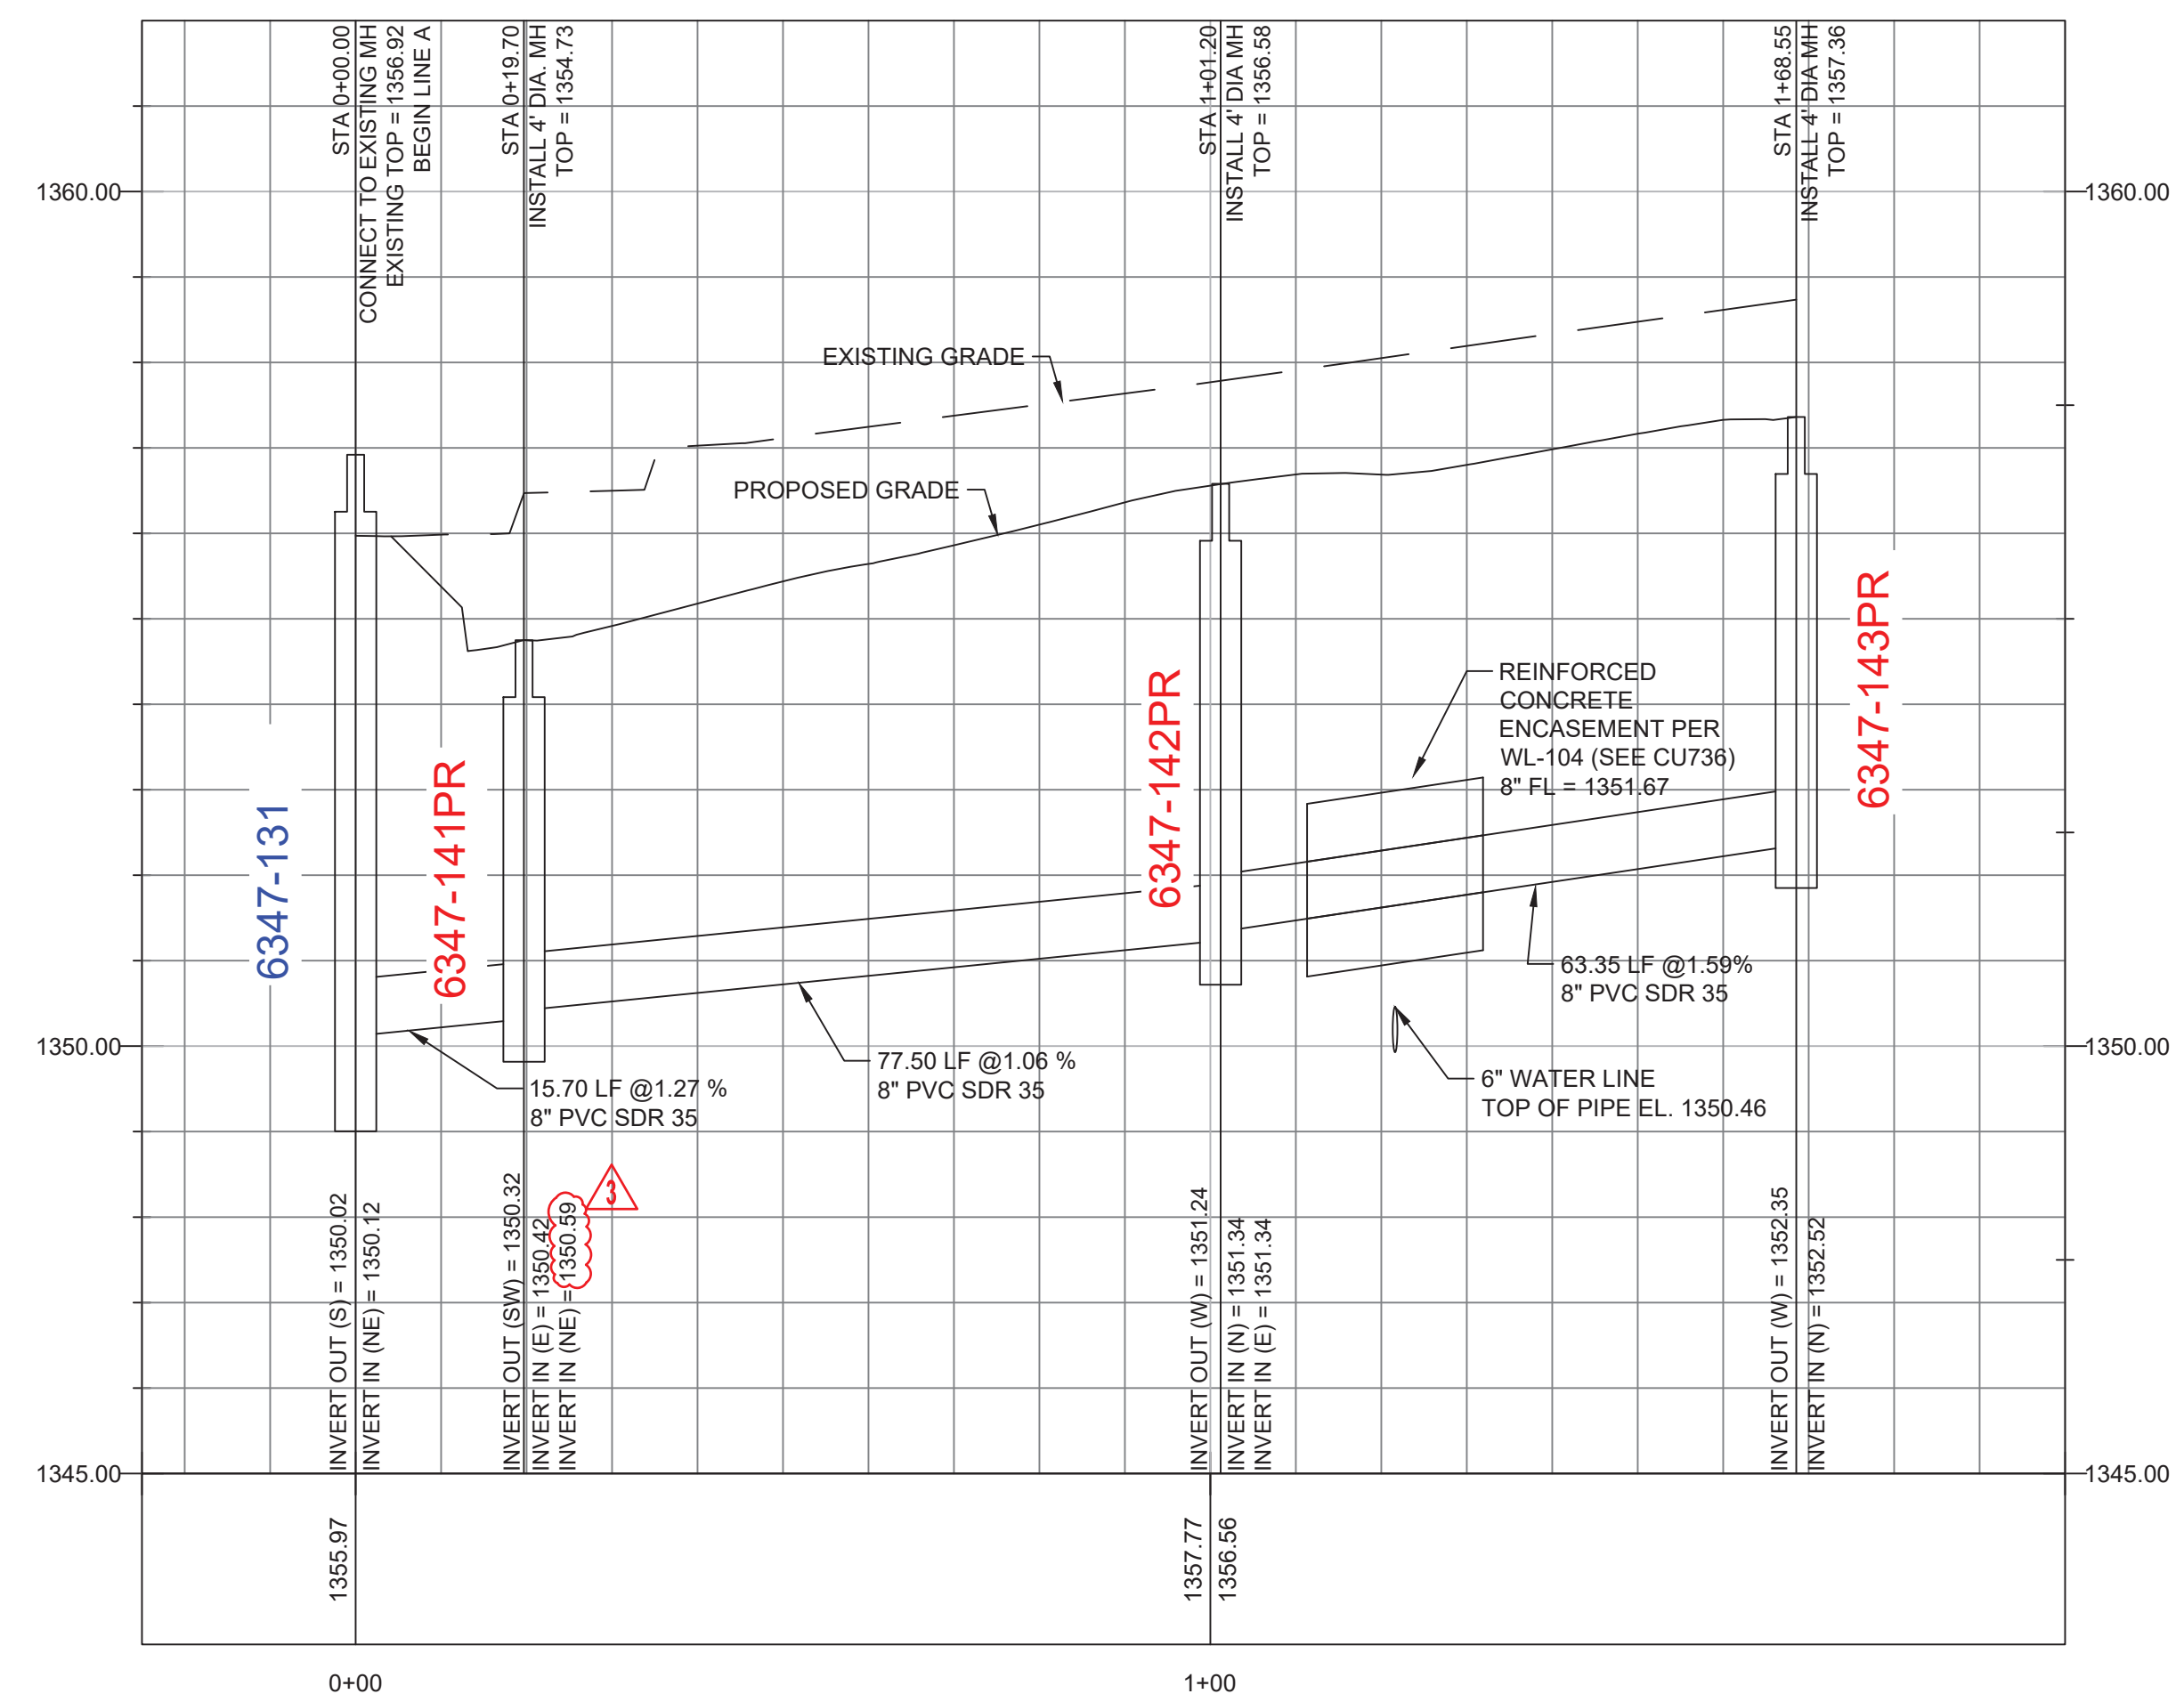 STA 0+00.00
CONNECT TO EXISTING MH
EXISTING TOP = 1356.92
BEGIN LINE A
STA 0+19.70
INSTALL 4' DIA. MH
TOP = 1354.73
STA 1+01.20
INSTALL 4' DIA MH
TOP = 1356.58
STA 1+68.55
INSTALL 4' DIA MH
TOP = 1357.36
1360.00
1360.00
EXISTING GRADE
PROPOSED GRADE
6347-131
6347-141PR
6347-142PR
6347-143PR
REINFORCED
CONCRETE
ENCASEMENT PER
WL-104 (SEE CU736)
8" FL = 1351.67
63.35 LF @1.59%
8" PVC SDR 35
1350.00
1350.00
77.50 LF @1.06 %
8" PVC SDR 35
15.70 LF @1.27 %
8" PVC SDR 35
6" WATER LINE
TOP OF PIPE EL. 1350.46
3
INVERT OUT (S) = 1350.02
INVERT IN (NE) = 1350.12
INVERT OUT (SW) = 1350.32
INVERT IN (E) = 1350.42
INVERT IN (NE) = 1350.59
INVERT OUT (W) = 1351.24
INVERT IN (N) = 1351.34
INVERT IN (E) = 1351.34
INVERT OUT (W) = 1352.35
INVERT IN (N) = 1352.52
1345.00
1345.00
1355.97
1357.77
1356.56
0+00
1+00